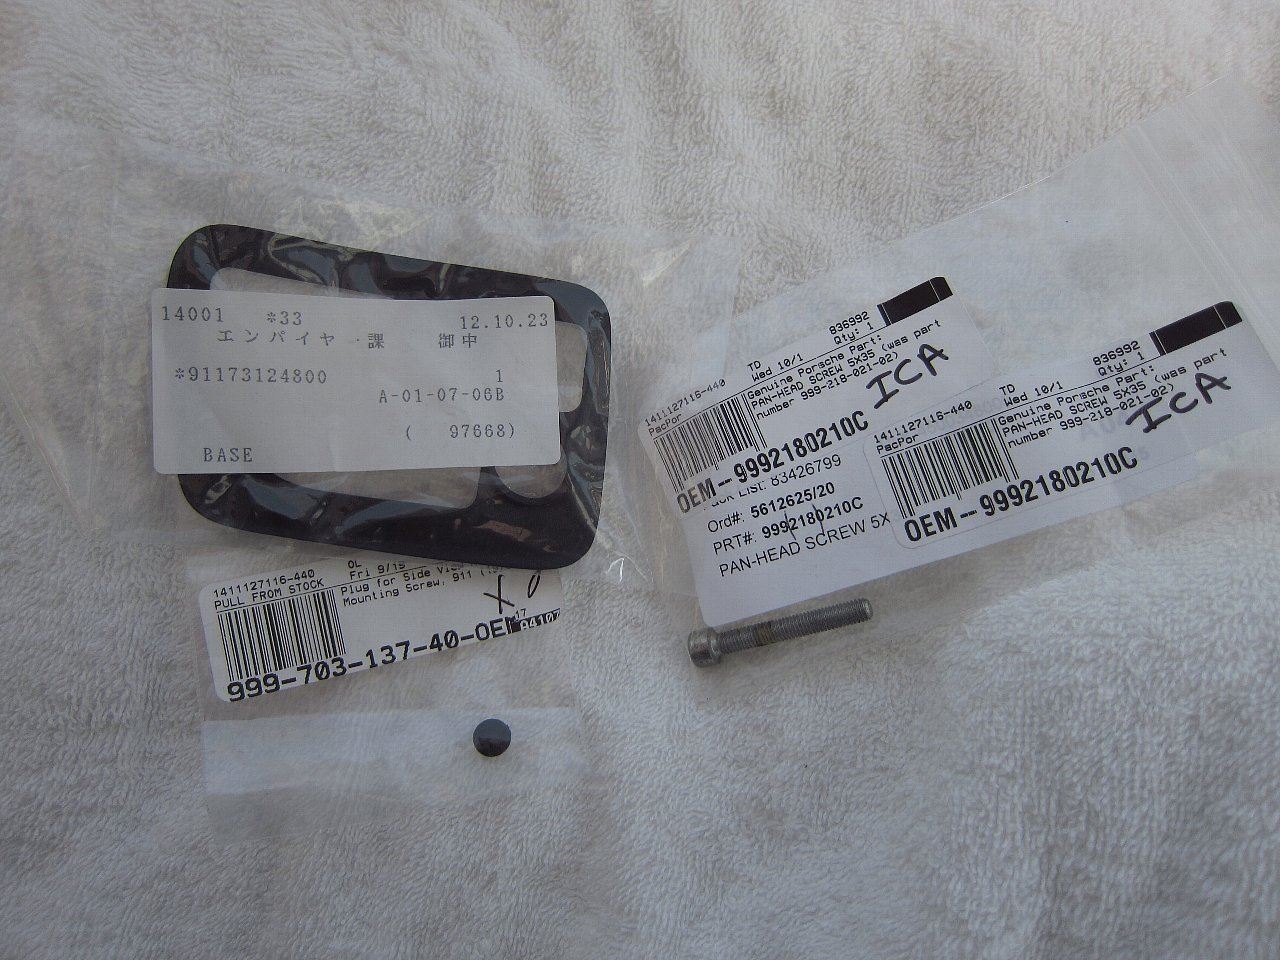 14001 *33 12.10.23
エンパイヤ 課 御中
*91173124800 1
A-01-07-06B
( 97668)
BASE
1411127116-440 OL
PULL FROM STOCK Fri 9/19
Plug for Side
Mounting Screw, 911
X
999-703-137-40-OEM
94107
1411127116-440 TD 836992
PacPor Wed 10/1 Qty: 1
Genuine Porsche Part:
PAN-HEAD SCREW 5X35 (was part
number 999-218-021-02)
ICA
OEM--9992180210C
Pack List: 83426799
Ord#: 5612625/20
PRT#: 9992180210C
PAN-HEAD SCREW 5X
1411127116-440 TD 836992
PacPor Wed 10/1 Qty: 1
Genuine Porsche Part:
PAN-HEAD SCREW 5X35 (was part
number 999-218-021-02)
ICA
OEM--9992180210C